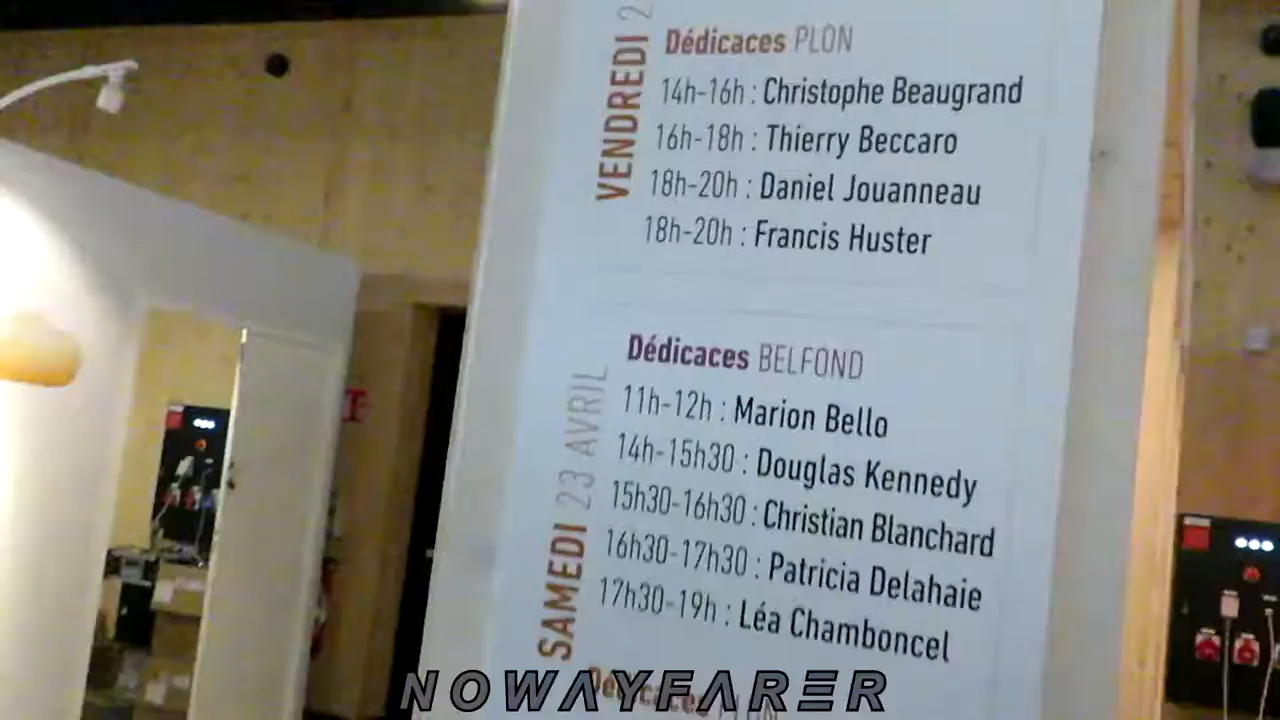 VENDREDI 2
Dédicaces PLON
14h-16h : Christophe Beaugrand
16h-18h : Thierry Beccaro
18h-20h : Daniel Jouanneau
18h-20h : Francis Huster
SAMEDI 23 AVRIL
Dédicaces BELFOND
11h-12h : Marion Bello
14h-15h30 : Douglas Kennedy
15h30-16h30 : Christian Blanchard
16h30-17h30 : Patricia Delahaie
17h30-19h : Léa Chamboncel
Dédicaces
NOWAYFARER